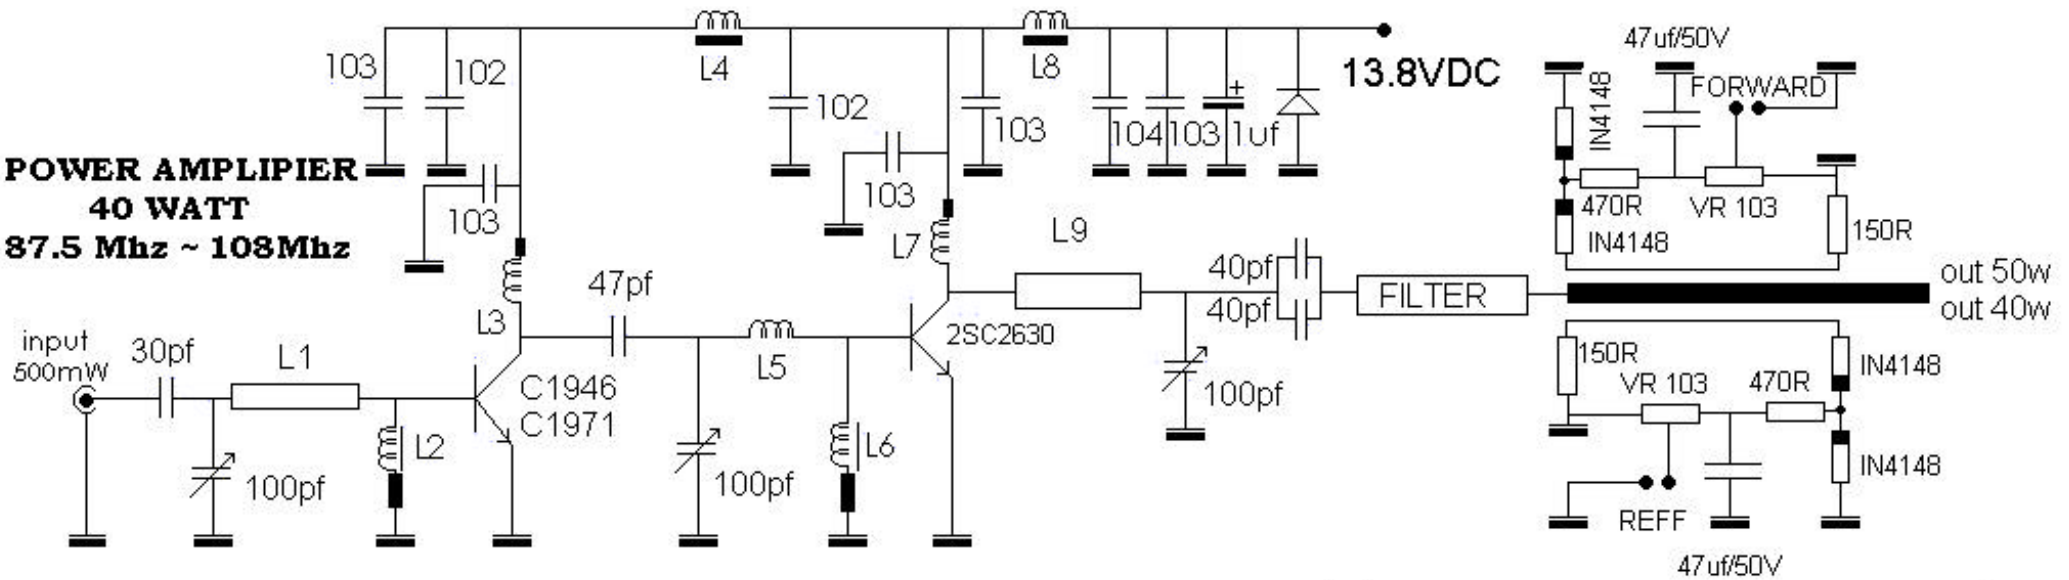 POWER AMPLIPIER
40 WATT
87.5 Mhz ~ 108Mhz
input
500mW
30pf
L1
100pf
L2
103
102
103
L3
C1946
C1971
47pf
100pf
L5
L6
L4
102
103
103
L7
2SC2630
L8
104
103
+
1uf
13.8VDC
L9
100pf
40pf
40pf
FILTER
47uf/50V
FORWARD
IN4148
470R
VR 103
IN4148
150R
out 50w
out 40w
150R
VR 103
470R
IN4148
IN4148
REFF
47uf/50V